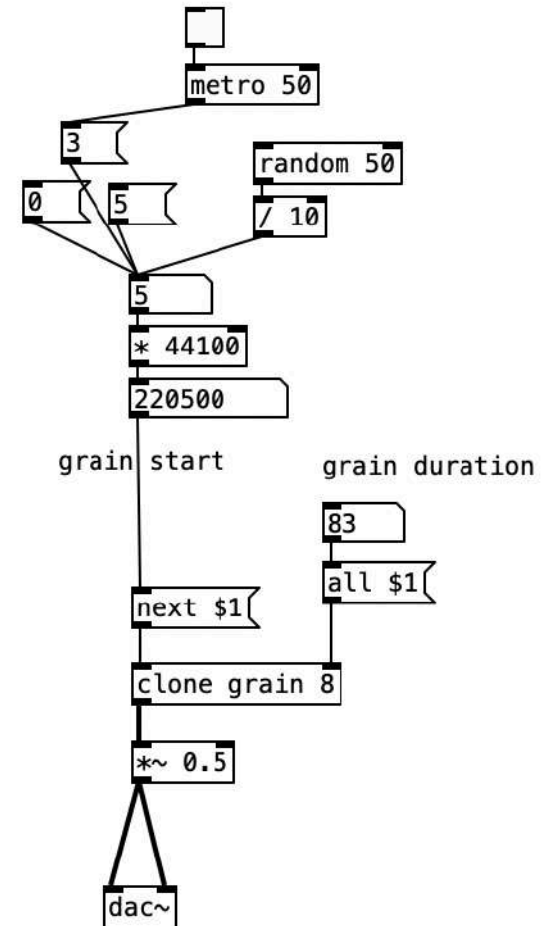 metro 50
3
random 50
0
5
/ 10
5
* 44100
220500
grain start
grain duration
83
all $1
next $1
clone grain 8
*~ 0.5
dac~